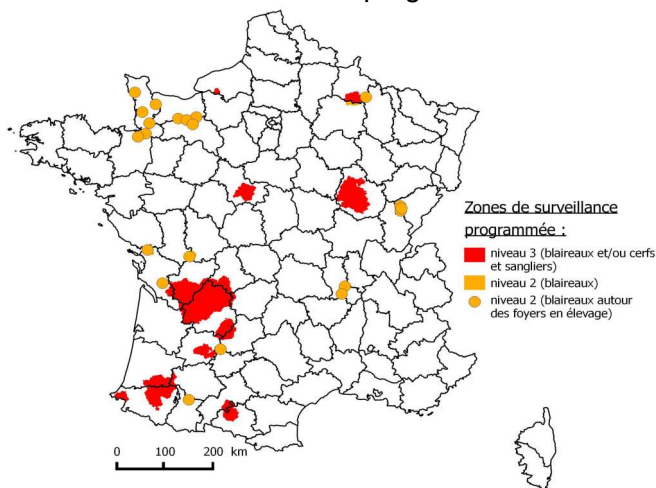 Zones de surveillance
programmée :
niveau 3 (blaireaux et/ou cerfs
et sangliers)
niveau 2 (blaireaux)
niveau 2 (blaireaux autour
des foyers en élevage)
0 100 200 km